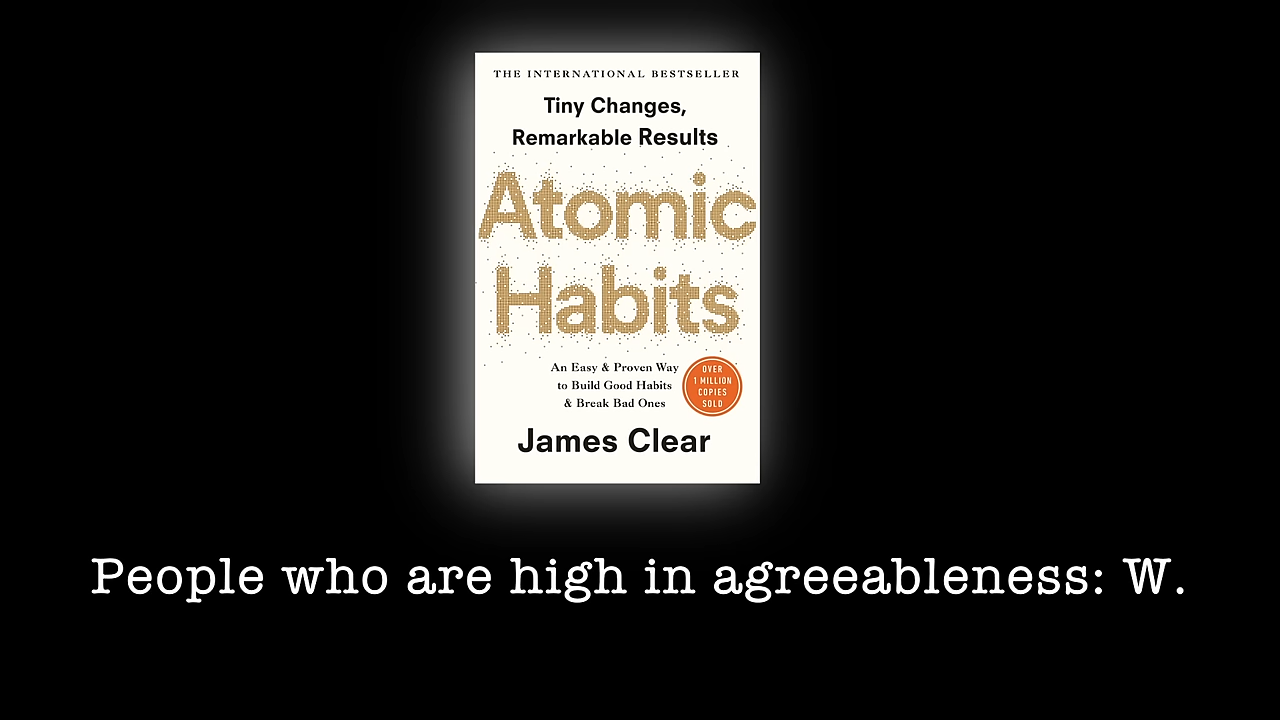 THE INTERNATIONAL BESTSELLER
Tiny Changes,
Remarkable Results
Atomic
Habits
An Easy & Proven Way
to Build Good Habits
& Break Bad Ones
OVER
1 MILLION
COPIES
SOLD
James Clear
People who are high in agreeableness: W.